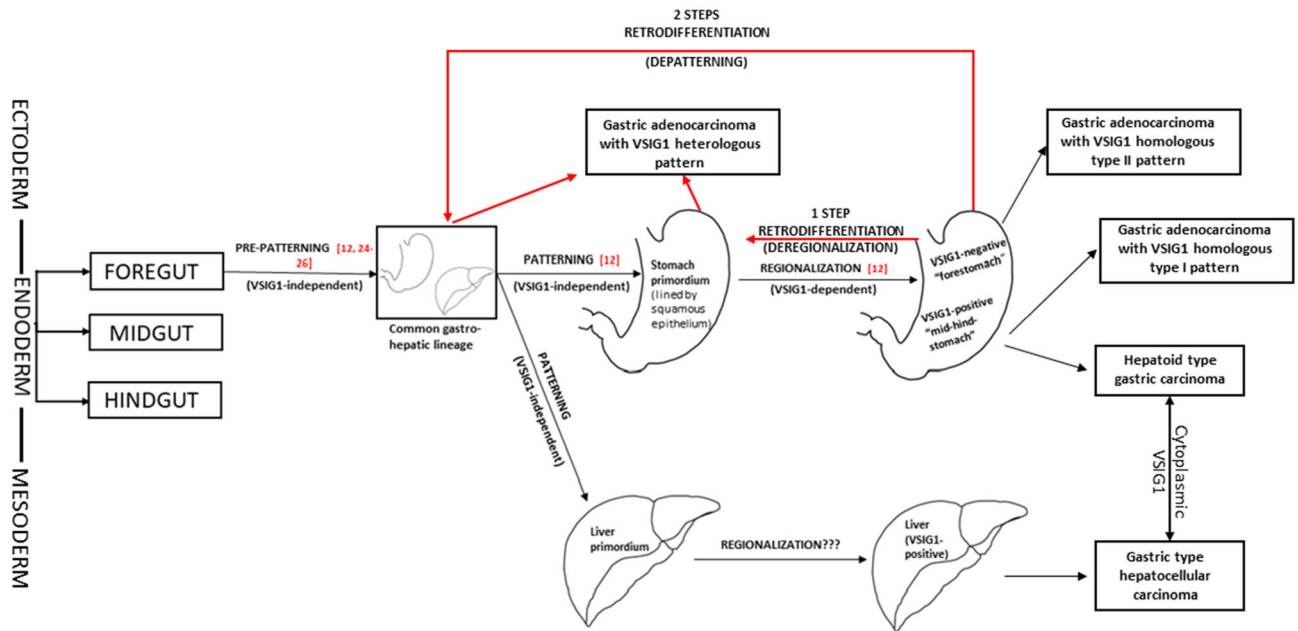 2 STEPS
RETRODIFFERENTIATION
(DEPATTERNING)
ECTODERM
ENDODERM
MESODERM
FOREGUT
MIDGUT
HINDGUT
PRE-PATTERNING [12, 24-
26]
(VSIG1-independent)
Common gastro-
hepatic lineage
Gastric adenocarcinoma
with VSIG1 heterologous
pattern
PATTERNING [12]
(VSIG1-independent)
PATTERNING
(VSIG1-independent)
Stomach
primordium
(lined by
squamous
epithelium)
1 STEP
RETRODIFFERENTIATION
(DEREGIONALIZATION)
REGIONALIZATION [12]
(VSIG1-dependent)
VSIG1-negative
"forestomach"
VSIG1-positive
"mid-hind-
stomach"
Gastric adenocarcinoma
with VSIG1 homologous
type II pattern
Gastric adenocarcinoma
with VSIG1 homologous
type I pattern
Hepatoid type
gastric carcinoma
Cytoplasmic
VSIG1
Liver
primordium
REGIONALIZATION???
Liver
(VSIG1-
positive)
Gastric type
hepatocellular
carcinoma